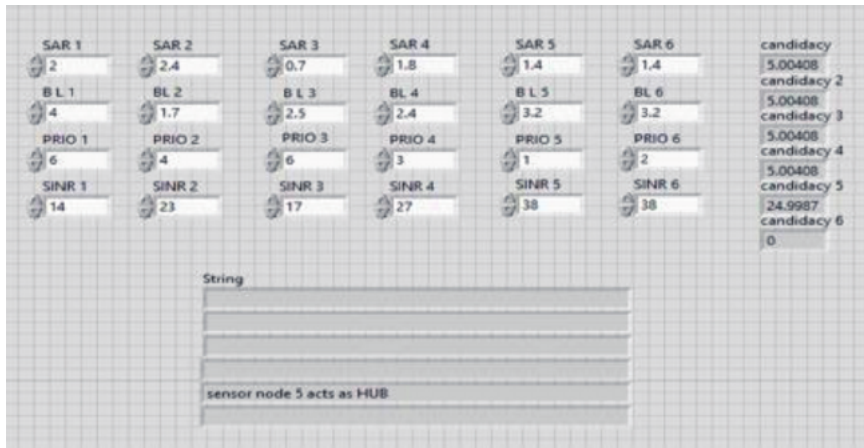 SAR 1 SAR 2 SAR 3 SAR 4 SAR 5 SAR 6 candidacy
2 2.4 0.7 1.8 1.4 1.4 5.00408
B L 1 BL 2 B L 3 BL 4 B L 5 BL 6 candidacy 2
4 1.7 2.5 2.4 3.2 3.2 5.00408
candidacy 3
PRIO 1 PRIO 2 PRIO 3 PRIO 4 PRIO 5 PRIO 6 5.00408
6 4 6 3 1 2 candidacy 4
5.00408
SINR 1 SINR 2 SINR 3 SINR 4 SINR 5 SINR 6 candidacy 5
14 23 17 27 38 38 24.9987
candidacy 6
0
String
sensor node 5 acts as HUB